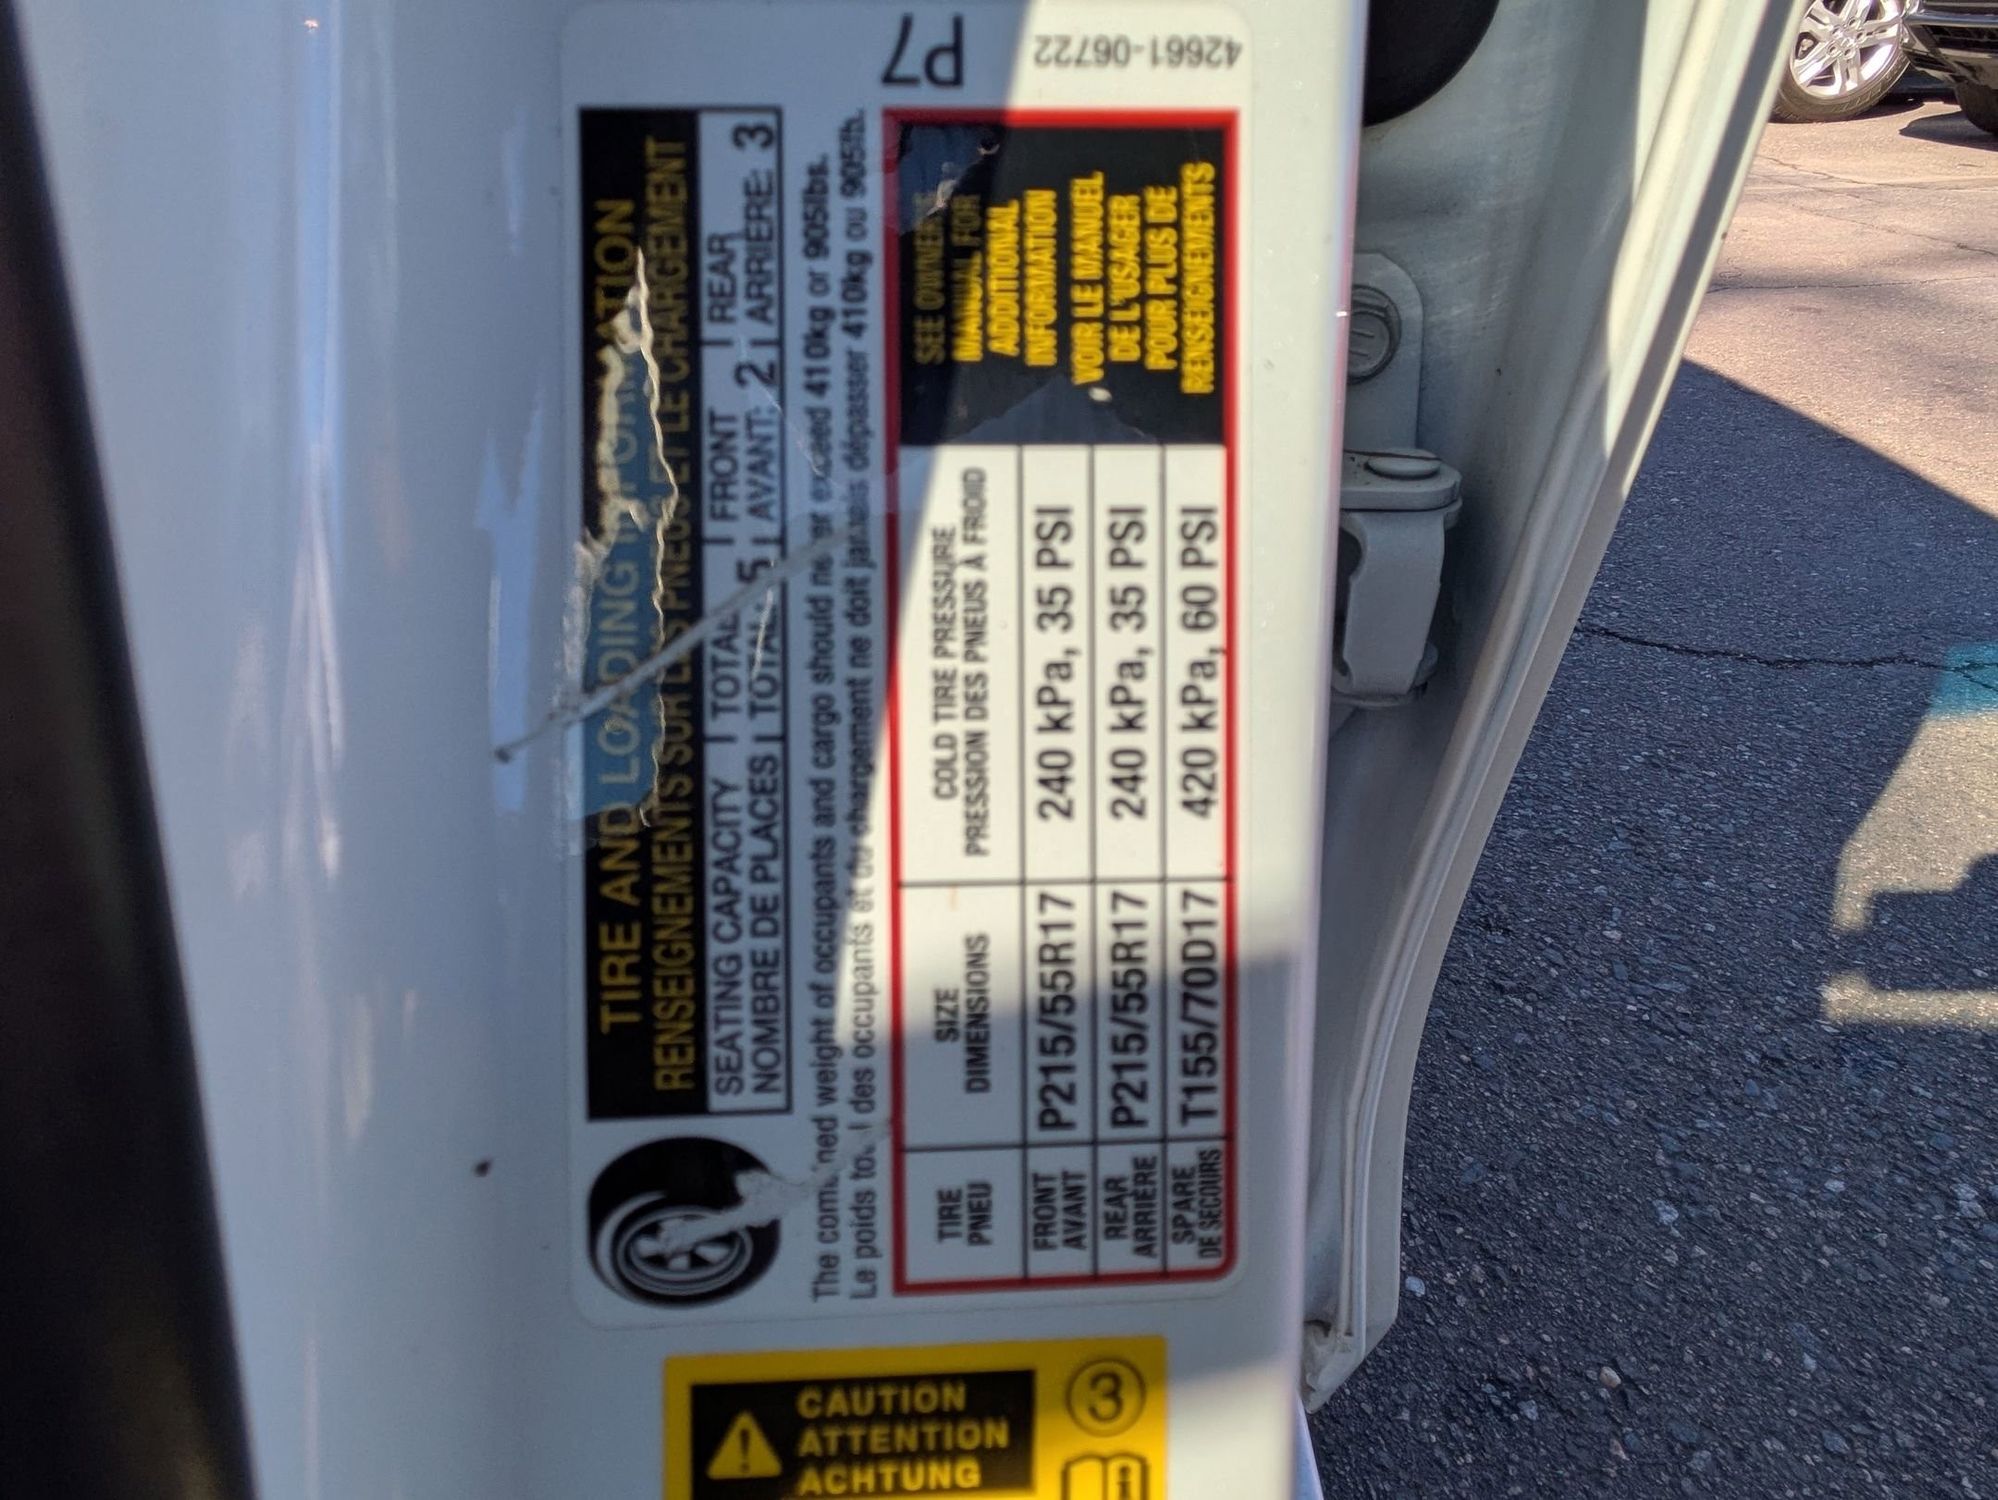 TIRE AND LOADING INFORMATION
RENSEIGNEMENTS SUR LES PNEUS ET LE CHARGEMENT
SEATING CAPACITY | TOTAL 5 | FRONT 2 | REAR 3
NOMBRE DE PLACES | TOTAL: | AVANT: | ARRIÈRE:
The combined weight of occupants and cargo should never exceed 410kg or 905lbs.
Le poids total des occupants et du chargement ne doit jamais dépasser 410kg ou 905lb.
TIRE SIZE COLD TIRE PRESSURE
PNEU DIMENSIONS PRESSION DES PNEUS À FROID
FRONT P215/55R17 240 kPa, 35 PSI
AVANT
REAR P215/55R17 240 kPa, 35 PSI
ARRIÈRE
SPARE T155/70D17 420 kPa, 60 PSI
DE SECOURS
SEE OWNER'S
MANUAL FOR
ADDITIONAL
INFORMATION
VOIR LE MANUEL
DE L'USAGER
POUR PLUS DE
RENSEIGNEMENTS
P7
42661-06722
CAUTION
ATTENTION
ACHTUNG
3
i